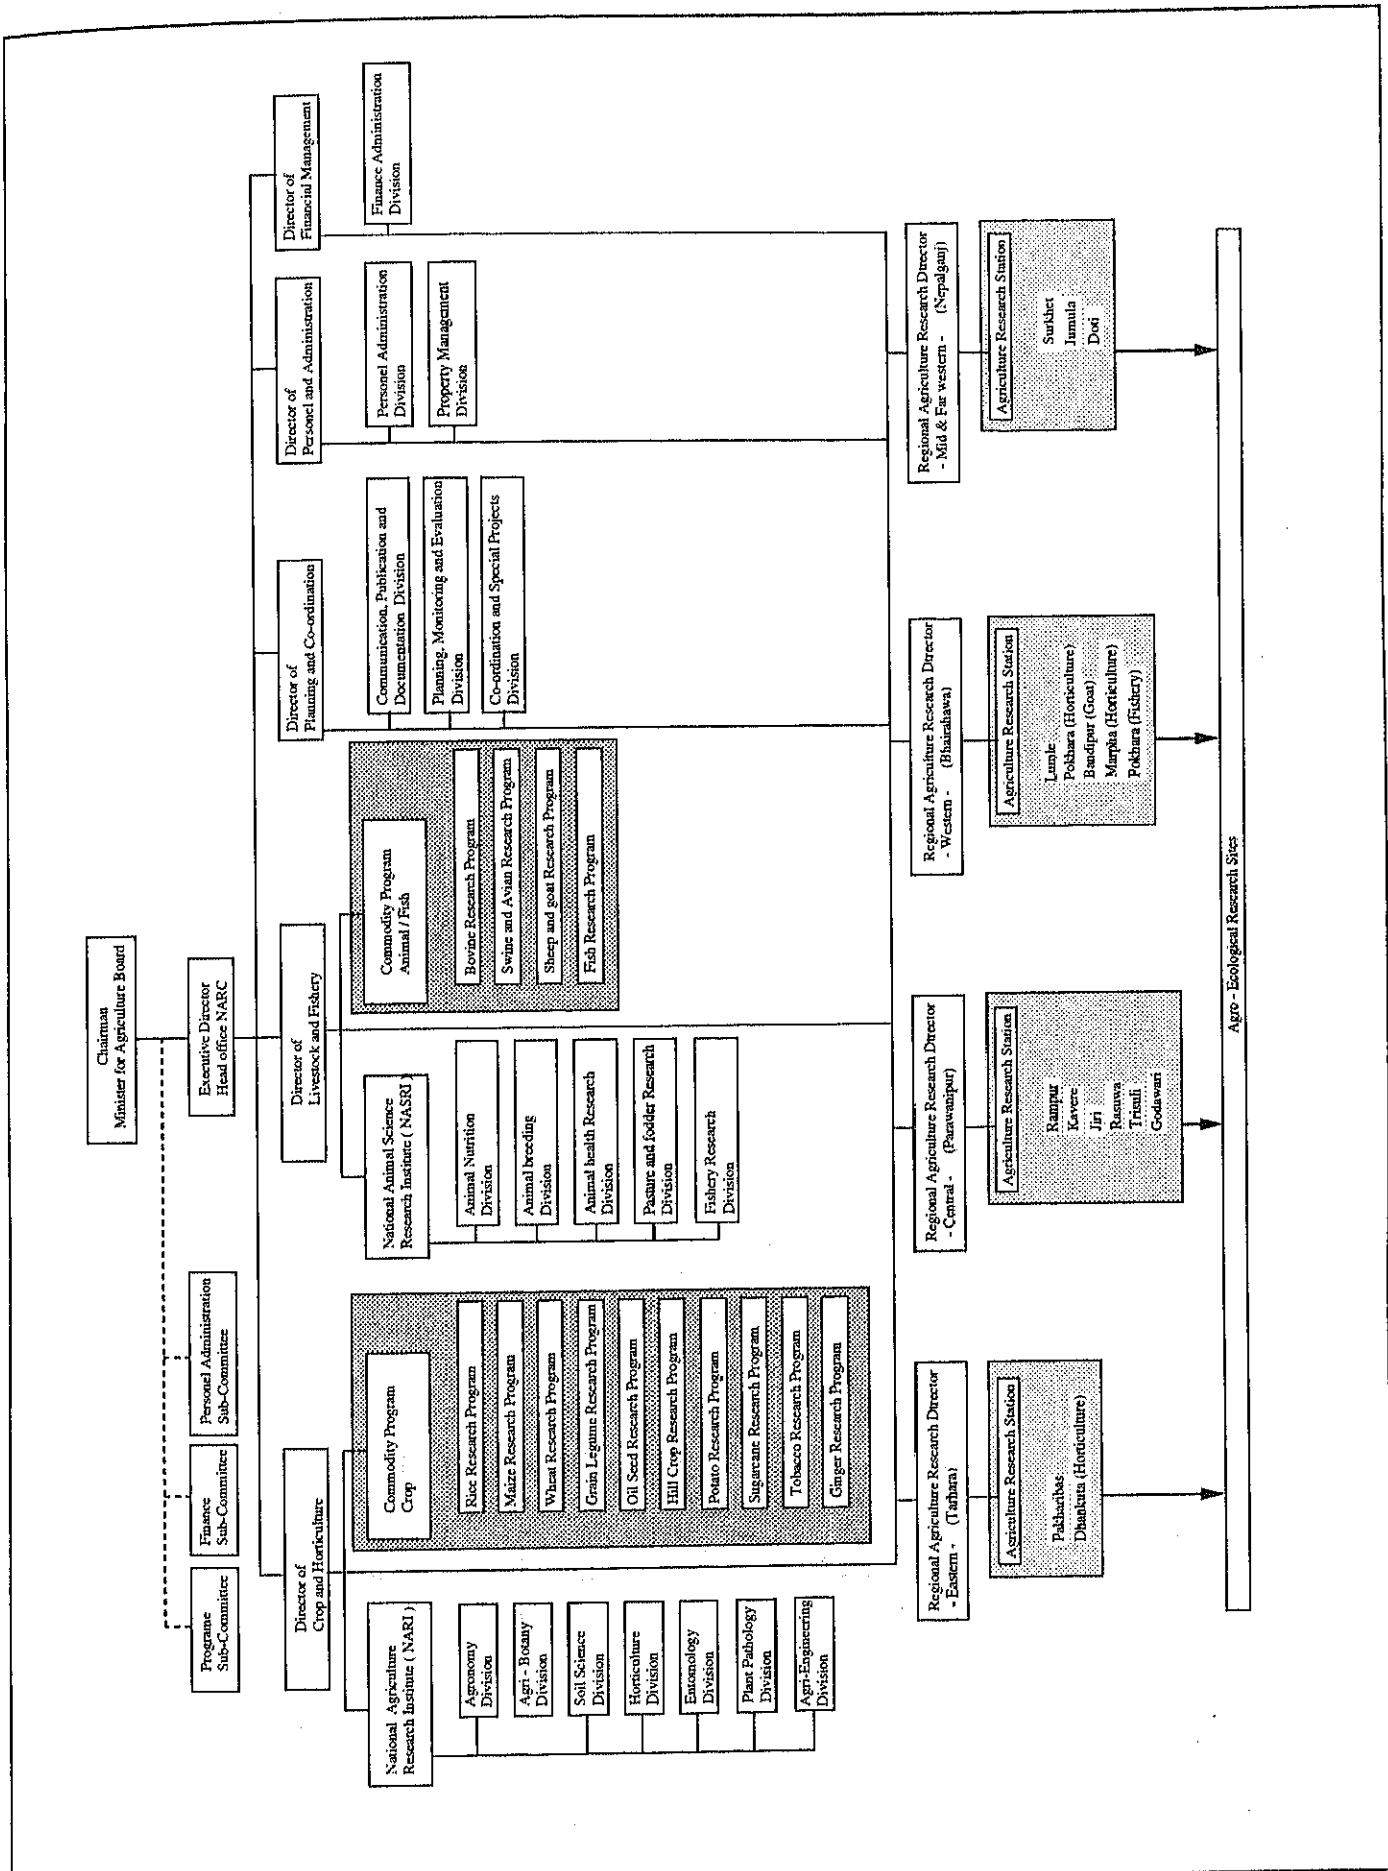 Chairman
Minister for Agriculture Board
Executive Director
Head office NARC
Programe
Sub-Committee
Finance
Sub-Committee
Personel Administration
Sub-Committee
Director of
Crop and Horticulture
Director of
Livestock and Fishery
Director of
Planning and Co-ordination
Director of
Personel and Administration
Director of
Financial Management
National Agriculture
Research Institute ( NARI )
Agronomy
Division
Agri - Botany
Division
Soil Science
Division
Horticulture
Division
Entomology
Division
Plant Pathology
Division
Agri-Engineering
Division
Commodity Program
Crop
Rice Research Program
Maize Research Program
Wheat Research Program
Grain Legume Research Program
Oil Seed Research Program
Hill Crop Research Program
Potato Research Program
Sugarcane Research Program
Tobacco Research Program
Ginger Research Program
National Animal Science
Research Institute ( NASRI )
Animal Nutrition
Division
Animal breeding
Division
Animal health Research
Division
Pasture and fodder Research
Division
Fishery Research
Division
Commodity Program
Animal / Fish
Bovine Research Program
Swine and Avian Research Program
Sheep and goat Research Program
Fish Research Program
Communication, Publication and
Documentation Division
Planning, Monitoring and Evaluation
Division
Co-ordination and Special Projects
Division
Personel Administration
Division
Property Management
Division
Finance Administration
Division
Regional Agriculture Research Director
- Eastern - (Tarhara)
Agriculture Research Station
Pakharibas
Dhankuta (Horticulture)
Regional Agriculture Research Director
- Central - (Parawanipur)
Agriculture Research Station
Rampur
Kavere
Jiri
Rasuwa
Trisuli
Godawari
Regional Agriculture Research Director
- Western - (Bhairahawa)
Agriculture Research Station
Lumle
Pokhara (Horticulture)
Bandipur (Goat)
Marpha (Horticulture)
Pokhara (Fishery)
Regional Agriculture Research Director
- Mid & Far western - (Nepalganj)
Agriculture Research Station
Surkhet
Jumula
Doti
Agro - Ecological Research Sites